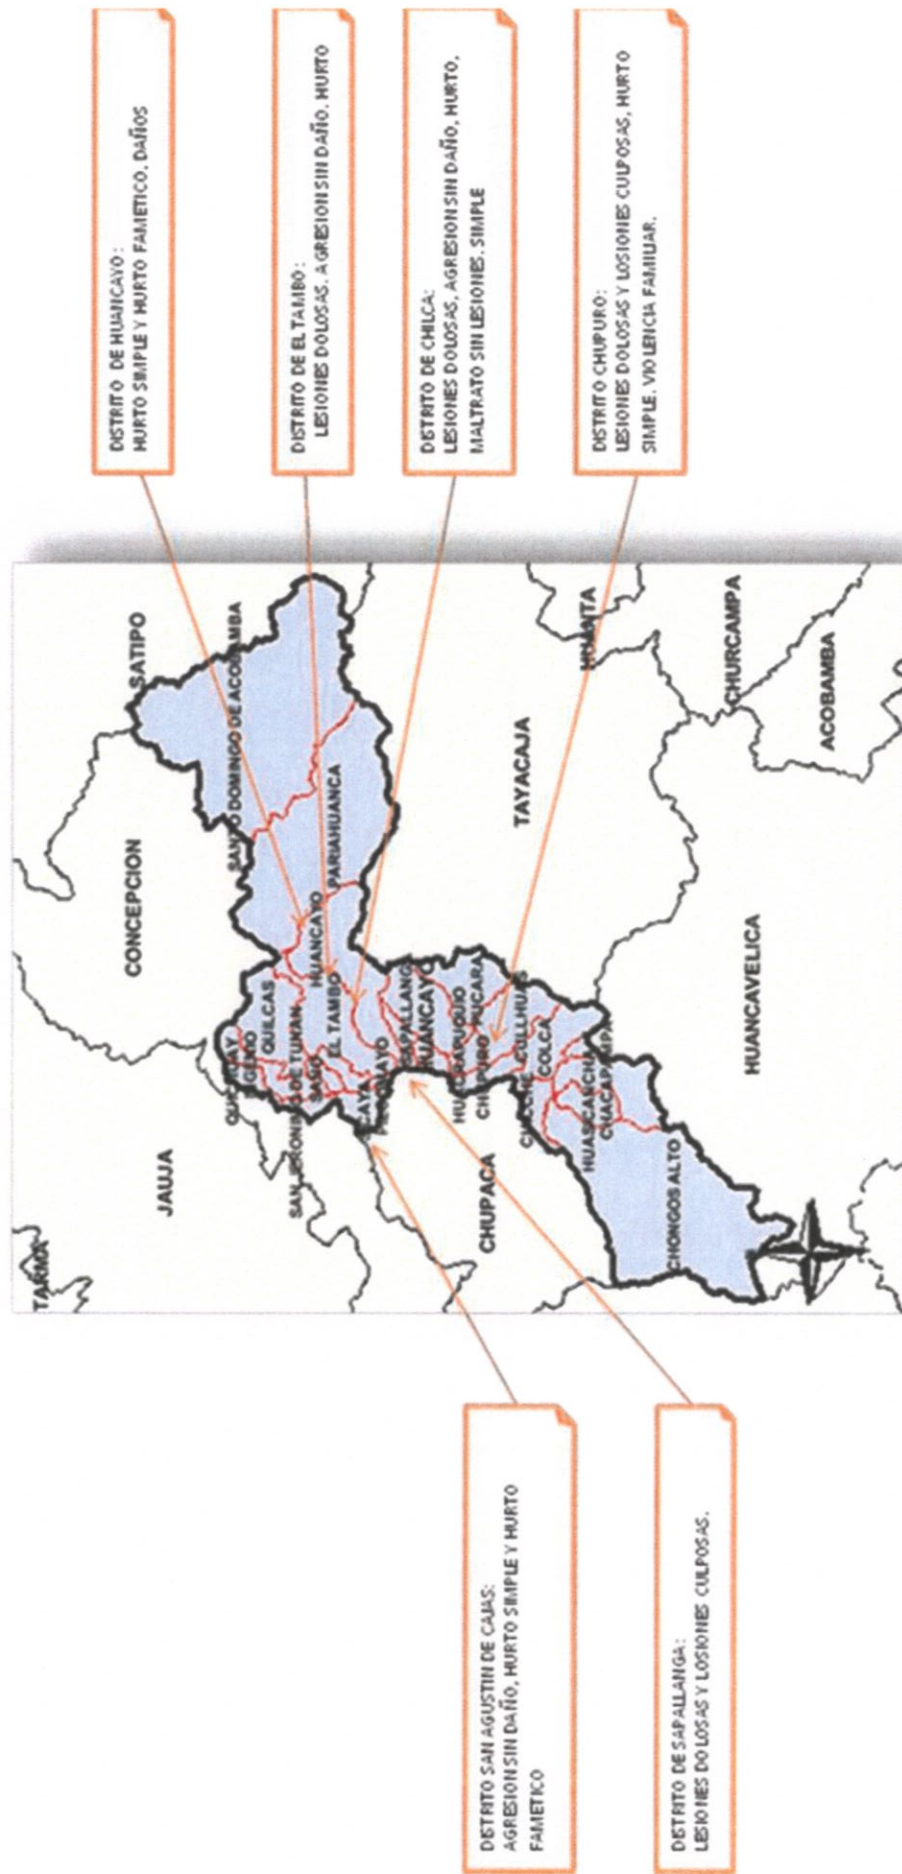 DISTRITO DE HUANCAYO:
HURTO SIMPLE Y HURTO FAMETICO, DAÑOS
DISTRITO DE EL TAMBO:
LESIONES DOLOSAS, AGRESION SIN DAÑO, HURTO
DISTRITO DE CHILCA:
LESIONES DOLOSAS, AGRESION SIN DAÑO, HURTO,
MALTRATO SIN LESIONES, SIMPLE
DISTRITO CHUPURO:
LESIONES DOLOSAS Y LOSIONES CULPOSAS, HURTO
SIMPLE, VIOLENCIA FAMILIAR.
DISTRITO SAN AGUSTIN DE CAJAS:
AGRESION SIN DAÑO, HURTO SIMPLE Y HURTO
FAMETICO
DISTRITO DE SAPALLANGA:
LESIONES DOLOSAS Y LOSIONES CULPOSAS.
TARMA
JAUJA
CONCEPCION
SATIPO
DOMINGO DE ACOBAMBA
PARIAHUANCA
HUANCAYO
QUILCAS
EL TAMBO
HUANCAYO
PUCARA
COLCA
CHONGOS ALTO
CHUPACA
TAYACAJA
HUANTA
CHURCAMPA
ACOBAMBA
HUANCAVELICA